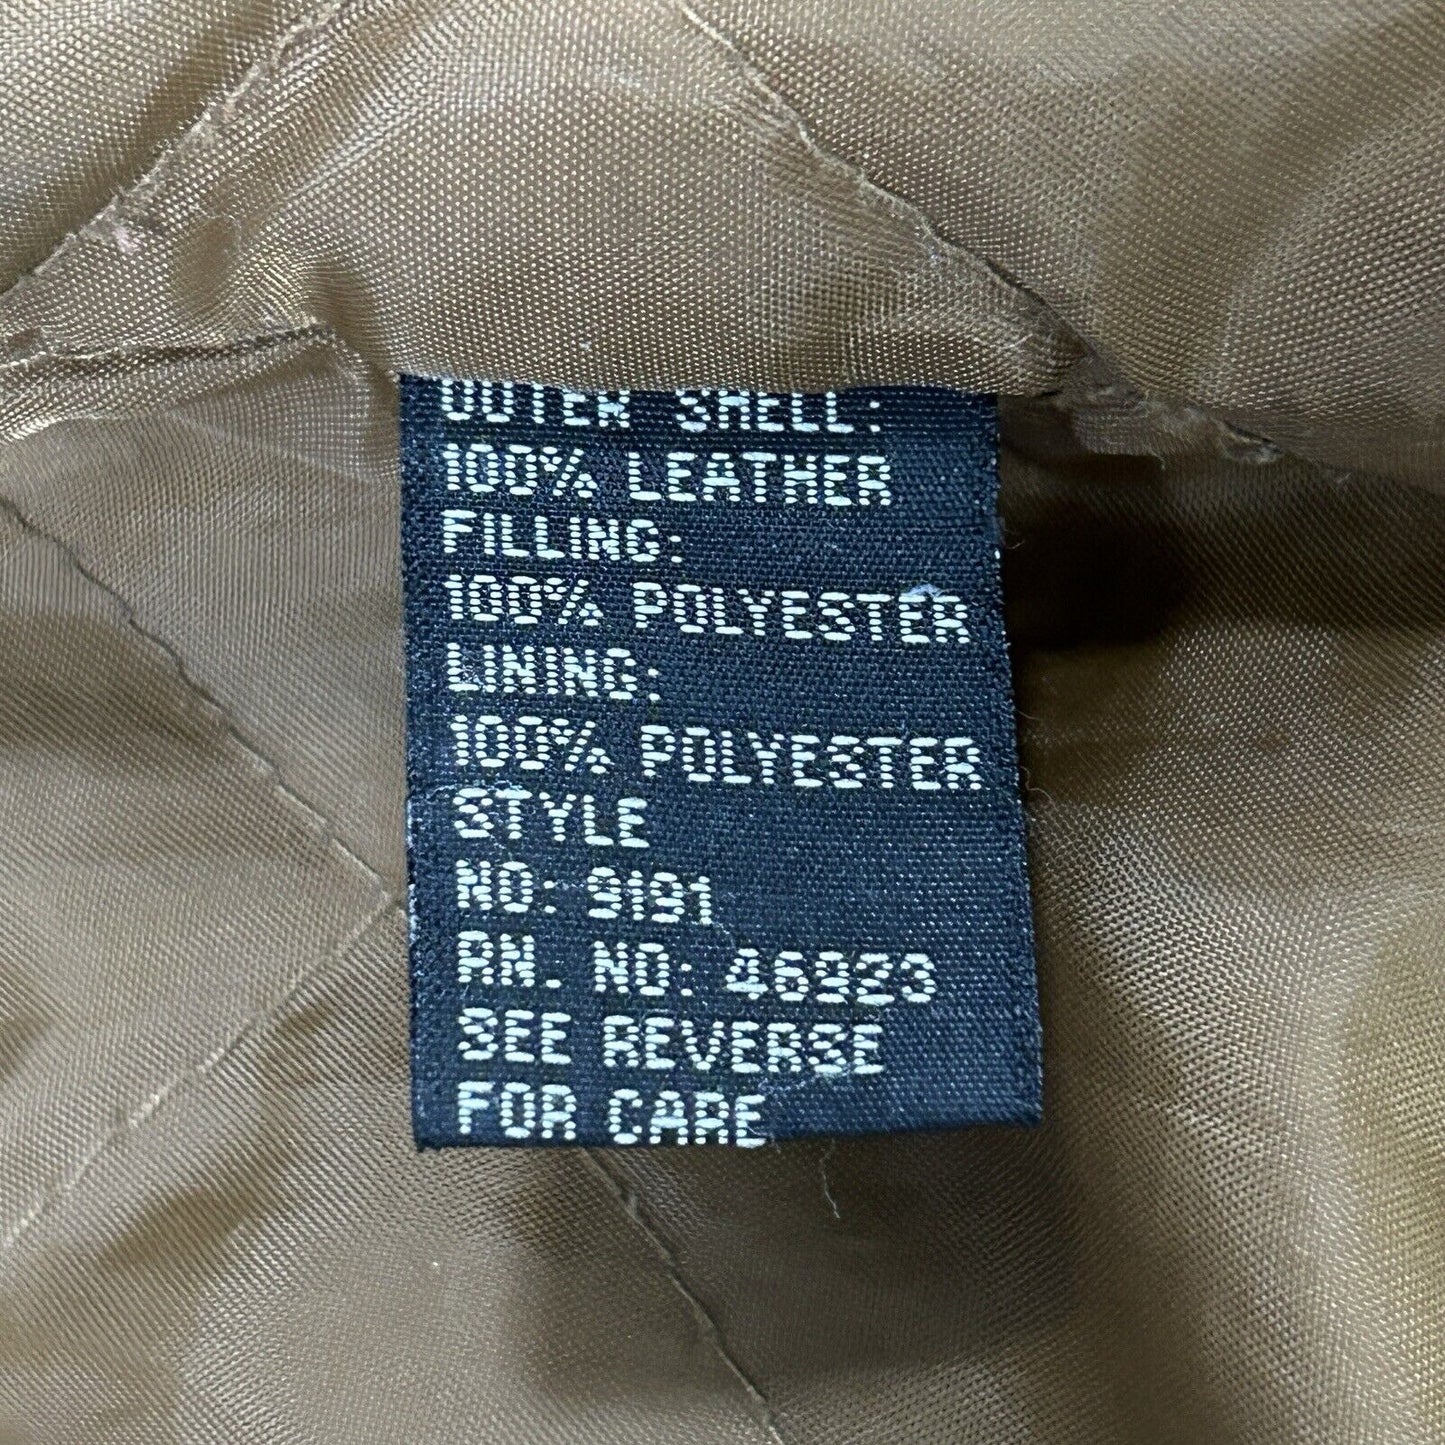 OUTER SHELL:
100% LEATHER
FILLING:
100% POLYESTER
LINING:
100% POLYESTER
STYLE
NO: 9191
RN. NO: 46923
SEE REVERSE
FOR CARE